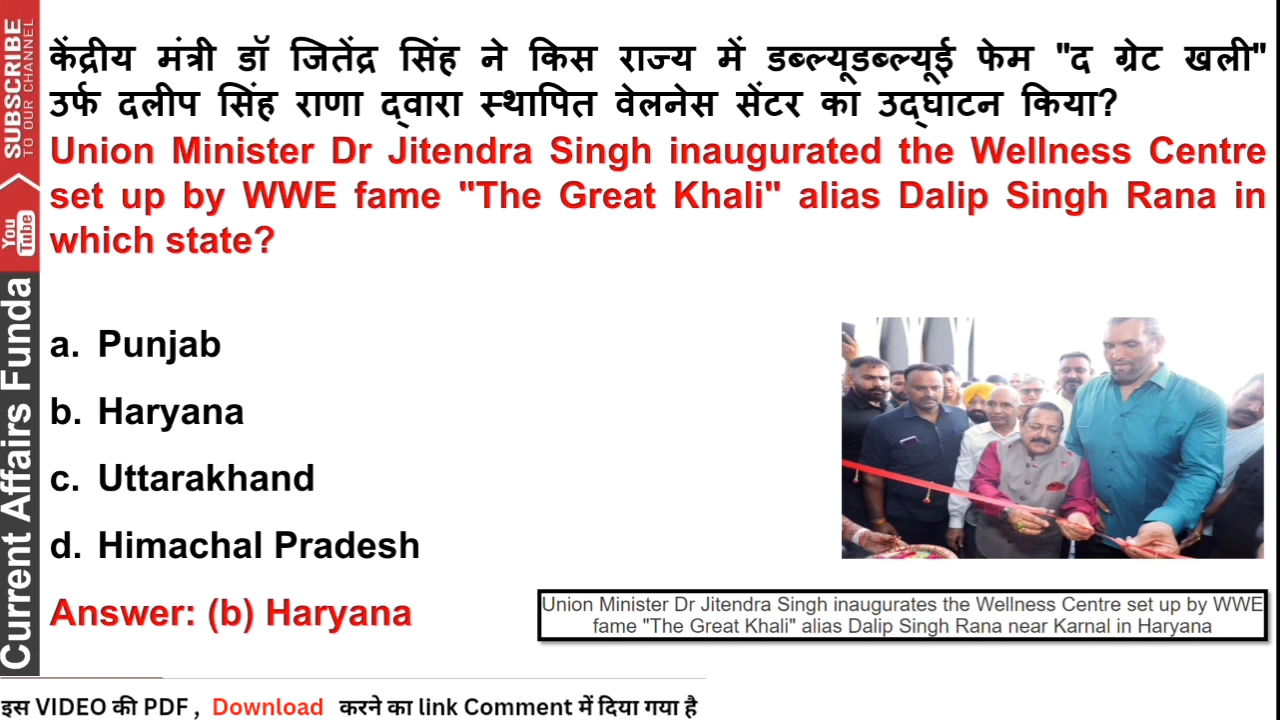 केंद्रीय मंत्री डॉ जितेंद्र सिंह ने किस राज्य में डब्ल्यूडब्ल्यूई फेम "द ग्रेट खली"
उर्फ दलीप सिंह राणा द्वारा स्थापित वेलनेस सेंटर का उद्घाटन किया?
Union Minister Dr Jitendra Singh inaugurated the Wellness Centre
set up by WWE fame "The Great Khali" alias Dalip Singh Rana in
which state?
a. Punjab
b. Haryana
c. Uttarakhand
d. Himachal Pradesh
Answer: (b) Haryana
Union Minister Dr Jitendra Singh inaugurates the Wellness Centre set up by WWE
fame "The Great Khali" alias Dalip Singh Rana near Karnal in Haryana
SUBSCRIBE
TO OUR CHANNEL
You
Tube
Current Affairs Funda
इस VIDEO की PDF , Download करने का link Comment में दिया गया है